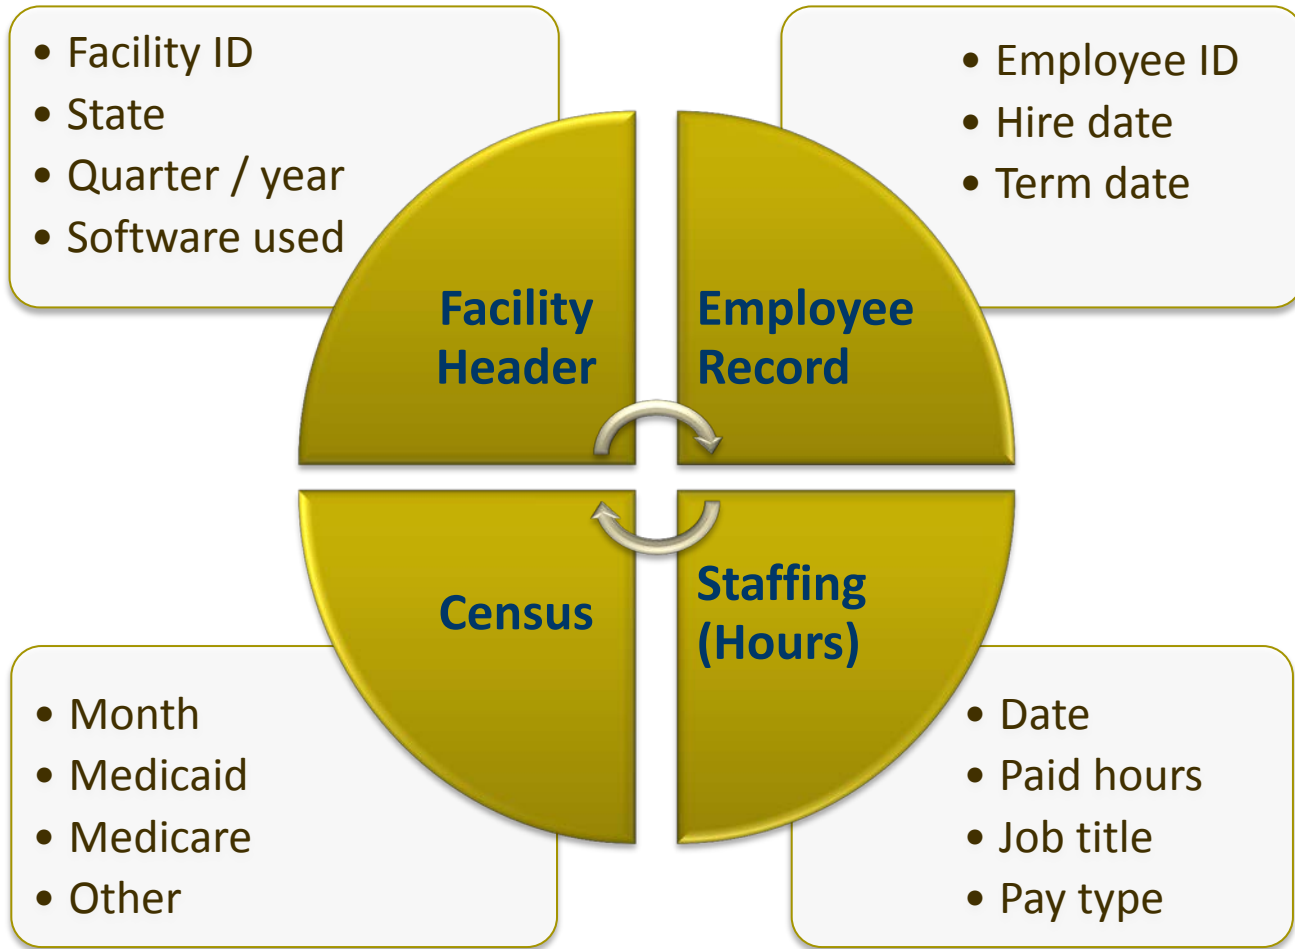 • Facility ID
• State
• Quarter / year
• Software used
• Employee ID
• Hire date
• Term date
Facility
Header
Employee
Record
Census
Staffing
(Hours)
• Month
• Medicaid
• Medicare
• Other
• Date
• Paid hours
• Job title
• Pay type